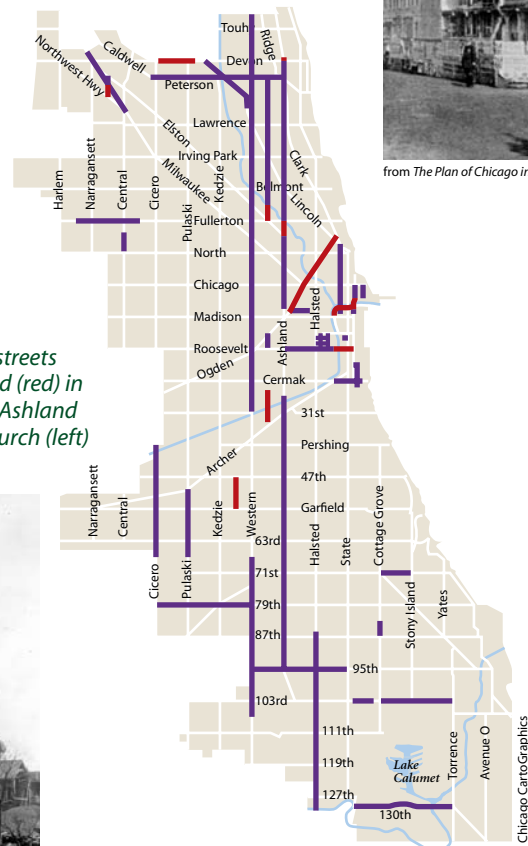 Touhy
Ridge
Northwest Hwy
Caldwell
Devon
Peterson
Lawrence
Elston
Irving Park
Milwaukee
Clark
Belmont
Lincoln
Harlem
Narragansett
Central
Cicero
Pulaski
Kedzie
Fullerton
North
Chicago
Madison
Halsted
Ashland
Roosevelt
Ogden
Cermak
31st
Pershing
Archer
47th
Narragansett
Central
Kedzie
Western
Garfield
Halsted
State
Cottage Grove
63rd
Cicero
Pulaski
71st
Stony Island
Yates
79th
87th
95th
103rd
111th
119th
127th
130th
Lake
Calumet
Torrence
Avenue O
Chicago CartoGraphics
from The Plan of Chicago in
streets
d (red) in
Ashland
urch (left)